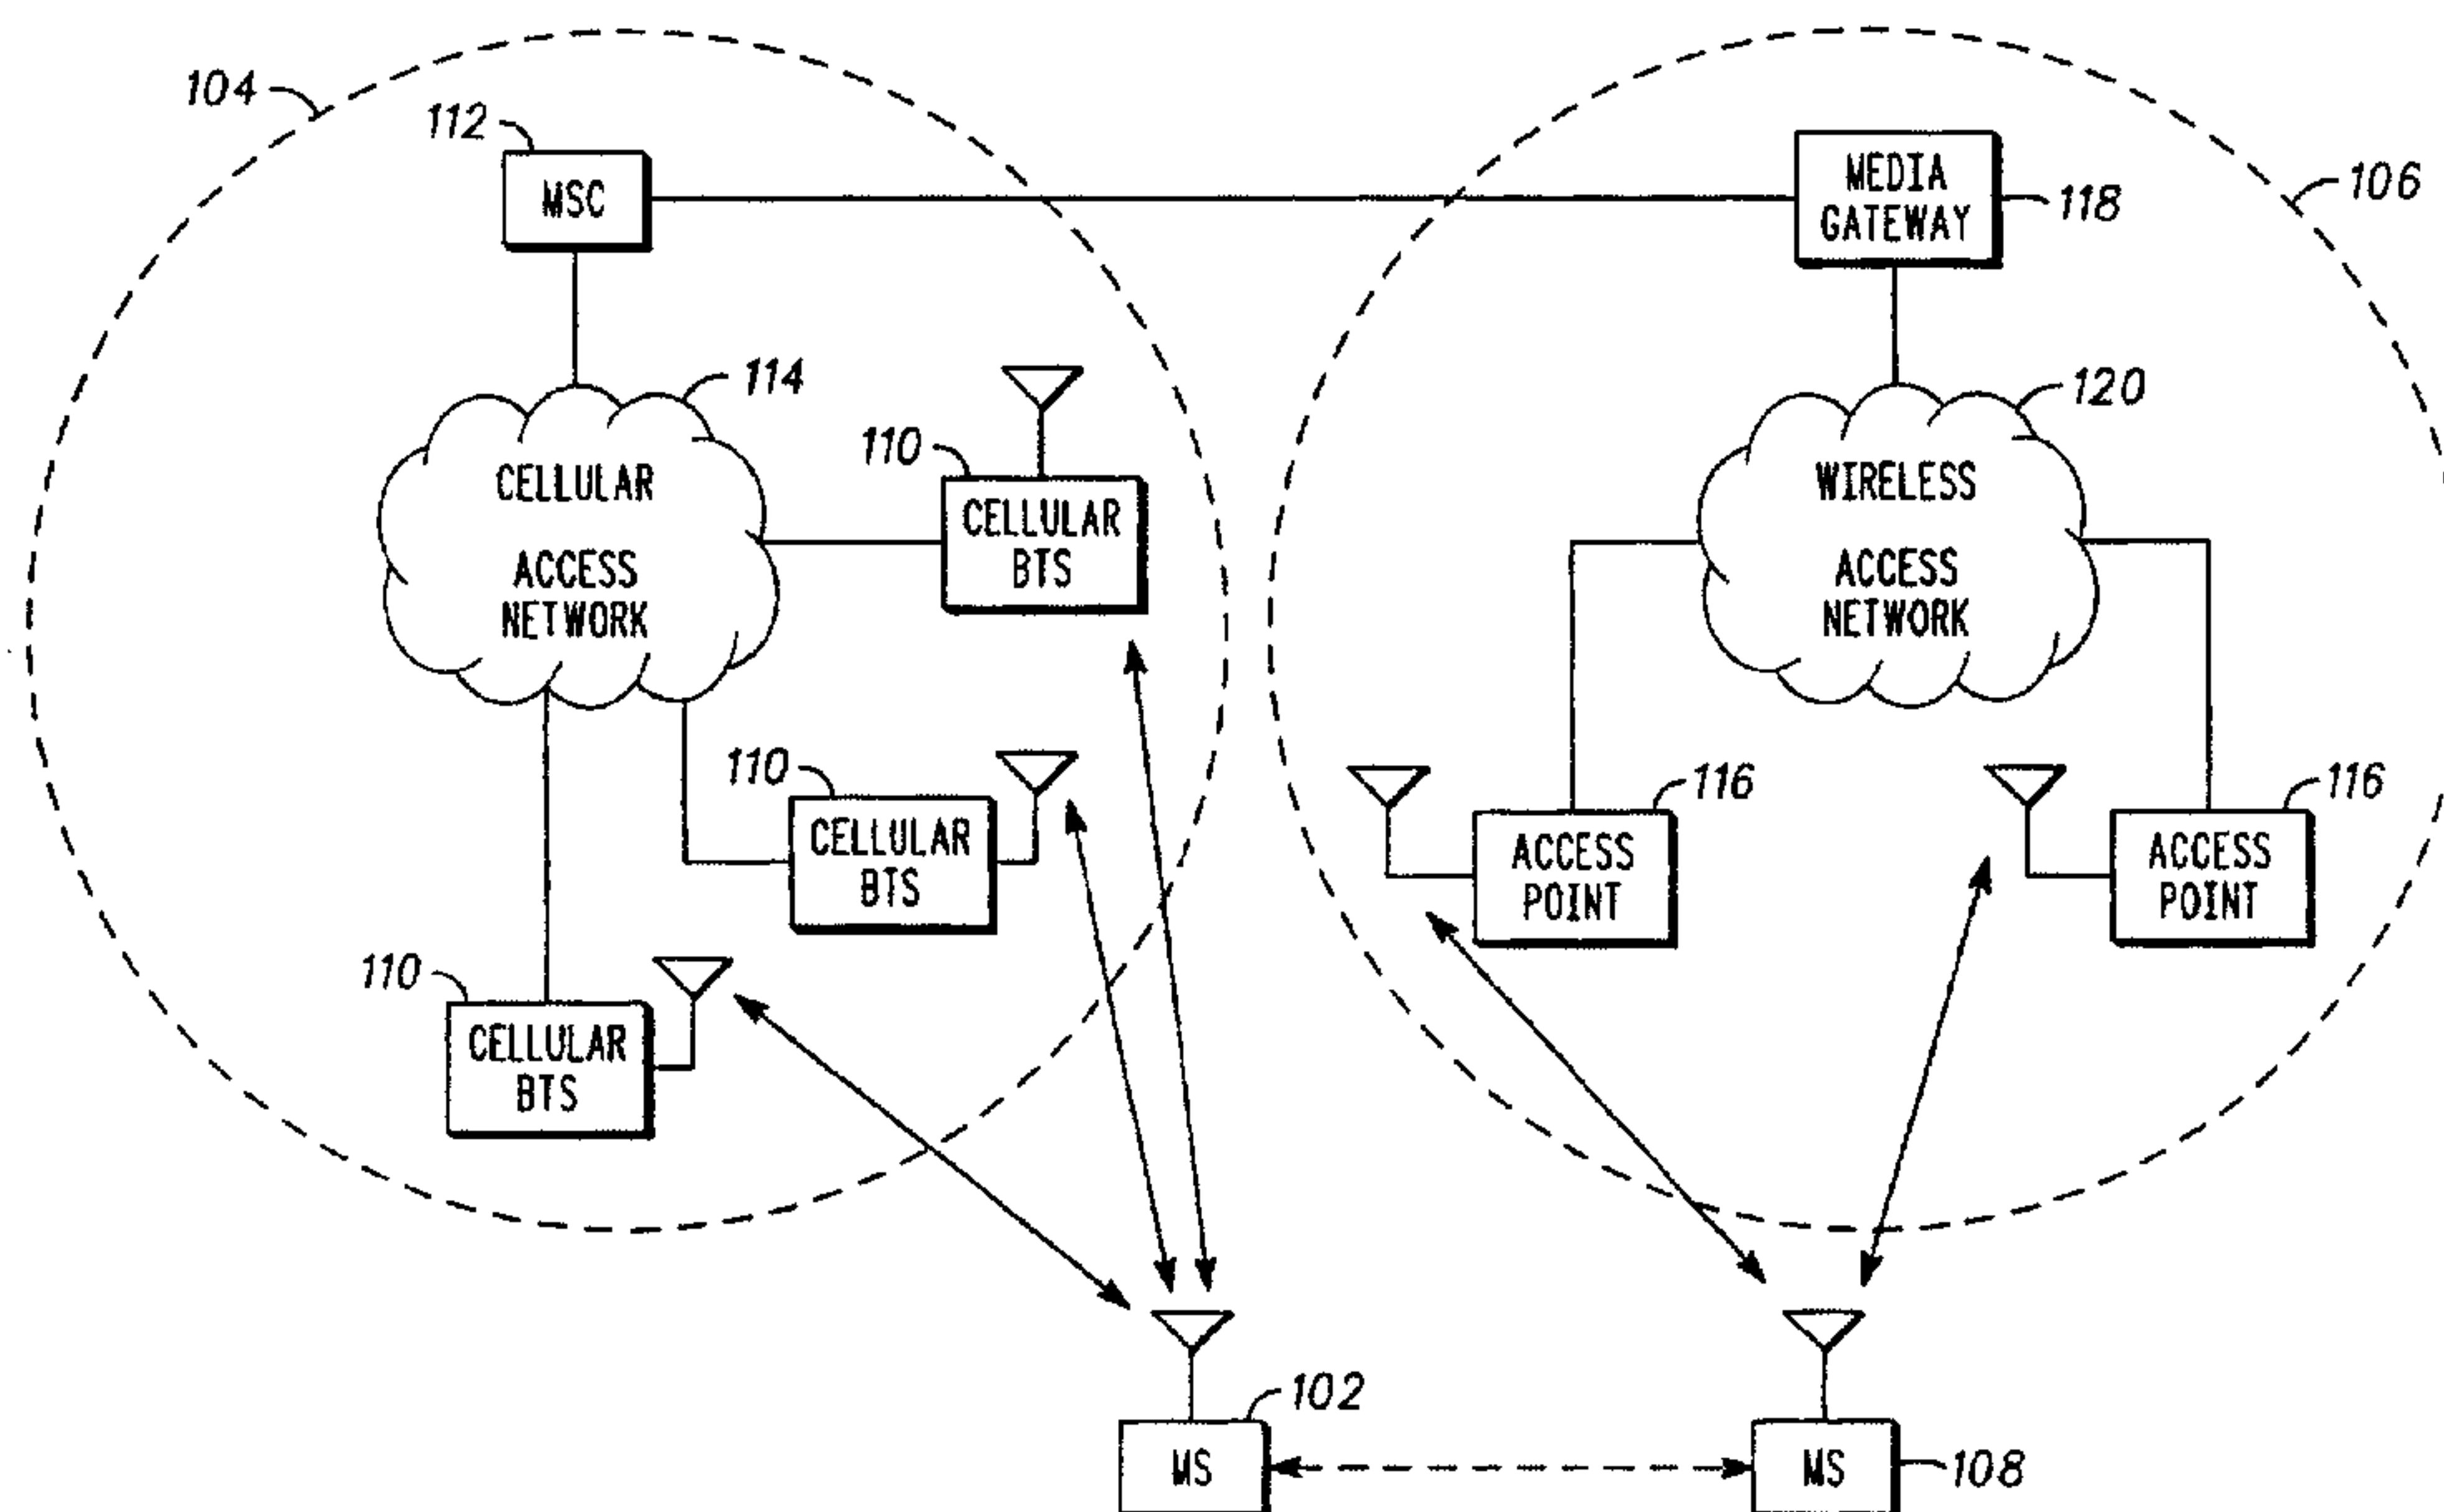 104
112
MSC
MEDIA
GATEWAY
118
106
114
CELLULAR
ACCESS
NETWORK
110
CELLULAR
BTS
120
WIRELESS
ACCESS
NETWORK
110
CELLULAR
BTS
116
ACCESS
POINT
116
ACCESS
POINT
110
CELLULAR
BTS
102
MS
MS
108